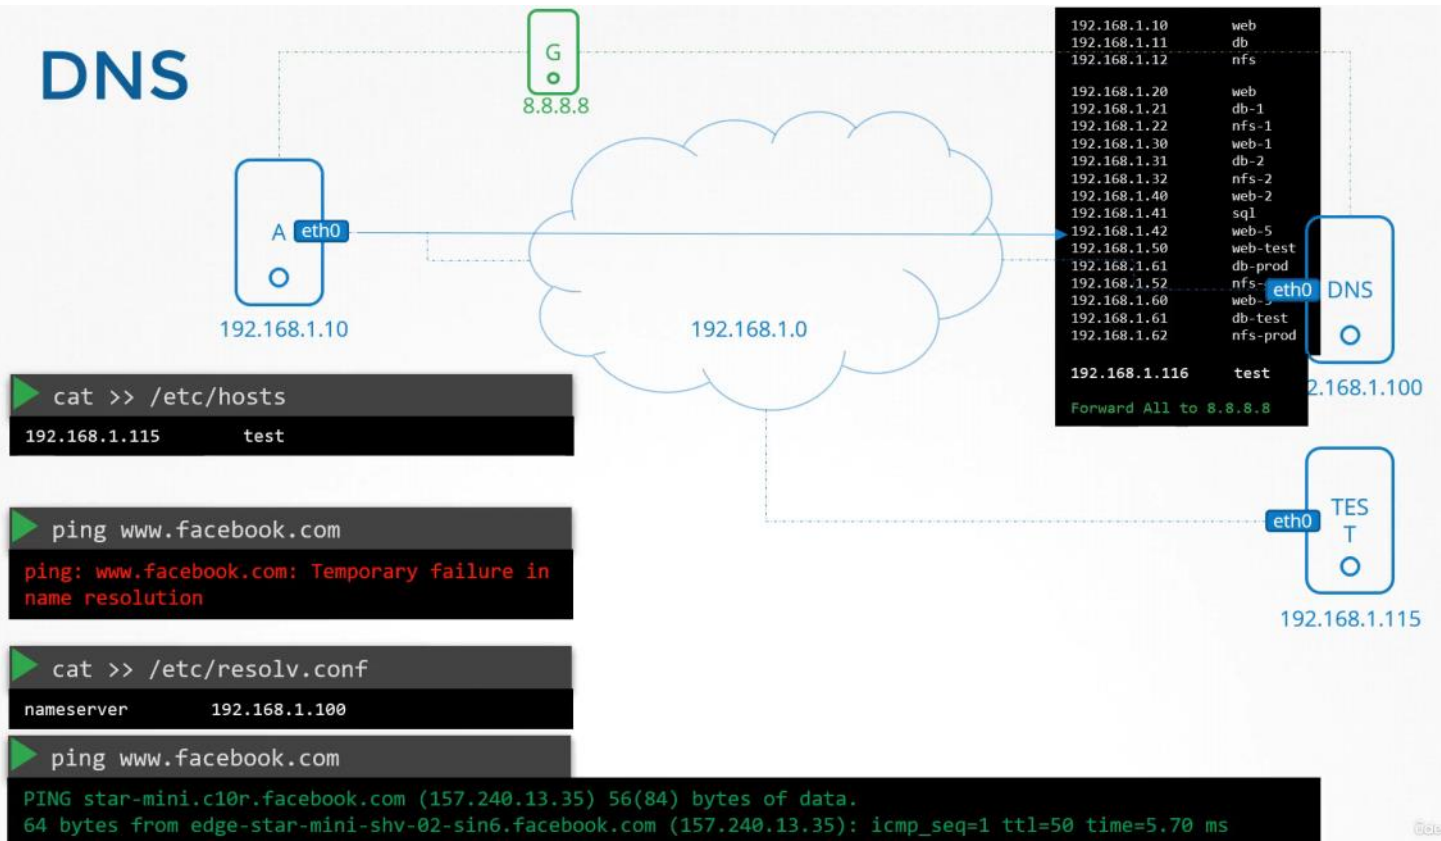 DNS
G
8.8.8.8
A eth0
192.168.1.10
192.168.1.0
192.168.1.10 web
192.168.1.11 db
192.168.1.12 nfs
192.168.1.20 web
192.168.1.21 db-1
192.168.1.22 nfs-1
192.168.1.30 web-1
192.168.1.31 db-2
192.168.1.32 nfs-2
192.168.1.40 web-2
192.168.1.41 sql
192.168.1.42 web-5
192.168.1.50 web-test
192.168.1.61 db-prod
192.168.1.52 nfs-
192.168.1.60 web-
192.168.1.61 db-test
192.168.1.62 nfs-prod
192.168.1.116 test
Forward All to 8.8.8.8
eth0 DNS
2.168.1.100
cat >> /etc/hosts
192.168.1.115 test
ping www.facebook.com
ping: www.facebook.com: Temporary failure in
name resolution
eth0
TES
T
192.168.1.115
cat >> /etc/resolv.conf
nameserver 192.168.1.100
ping www.facebook.com
PING star-mini.c10r.facebook.com (157.240.13.35) 56(84) bytes of data.
64 bytes from edge-star-mini-shv-02-sin6.facebook.com (157.240.13.35): icmp_seq=1 ttl=50 time=5.70 ms